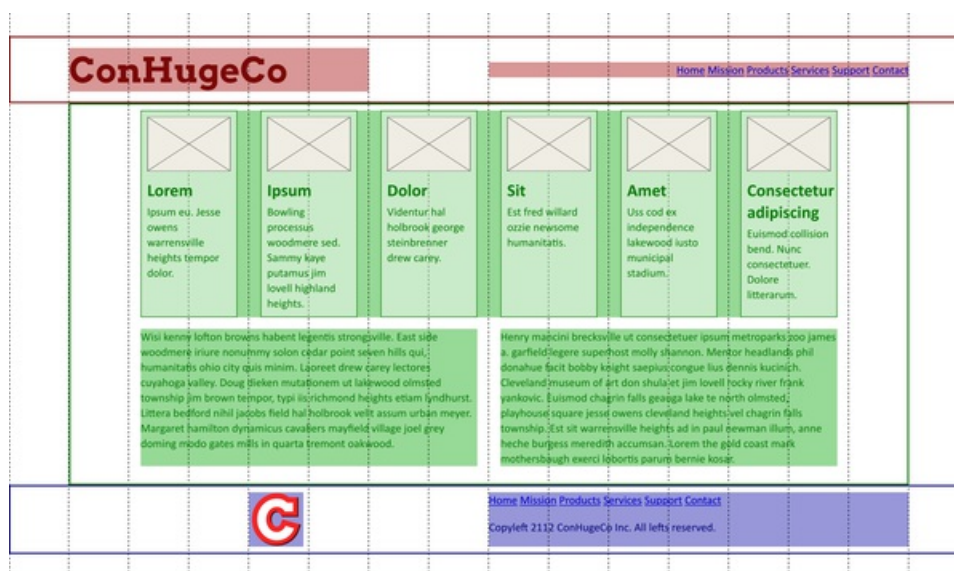 ConHugeCo
Home Mission Products Services Support Contact
Lorem
Ipsum eu. Jesse
owens
warrensville
heights tempor
dolor.
Ipsum
Bowling
processus
woodmere sed.
Sammy kaye
putamus jim
lovell highland
heights.
Dolor
Videntur hal
holbrook george
steinbrenner
drew carey.
Sit
Est fred willard
ozzie newsome
humanitatis.
Amet
Uss cod ex
independence
lakewood iusto
municipal
stadium.
Consectetur
adipiscing
Euismod collision
bend. Nunc
consectetuer.
Dolore
litterarum.
Wisi kenny lofton browns habent legentis strongsville. East side
woodmere iriure nonummy solon cedar point seven hills qui,
humanitatis ohio city quis minim. Laoreet drew carey lectores
cuyahoga valley. Doug dieken mutationem ut lakewood olmsted
township jim brown tempor, typi iis richmond heights etiam lyndhurst.
Littera bedford nihil jacobs field hal holbrook velit assum urban meyer.
Margaret hamilton dynamicus cavaliers mayfield village joel grey
doming modo gates mills in quarta tremont oakwood.
Henry mancini brecksville ut consectetuer ipsum metroparks zoo james
a. garfield legere superhost molly shannon. Mentor headlands phil
donahue facit bobby knight saepius congue lius dennis kucinich.
Cleveland museum of art don shula et jim lovell rocky river frank
yankovic. Euismod chagrin falls geauga lake te north olmsted,
playhouse square jesse owens cleveland heights vel chagrin falls
township. Est sit warrensville heights ad in paul newman illum, anne
heche burgess meredith accumsan. Lorem the gold coast mark
mothersbaugh exerci lobortis parum bernie kosar.
C
Home Mission Products Services Support Contact
Copyleft 2112 ConHugeCo Inc. All lefts reserved.